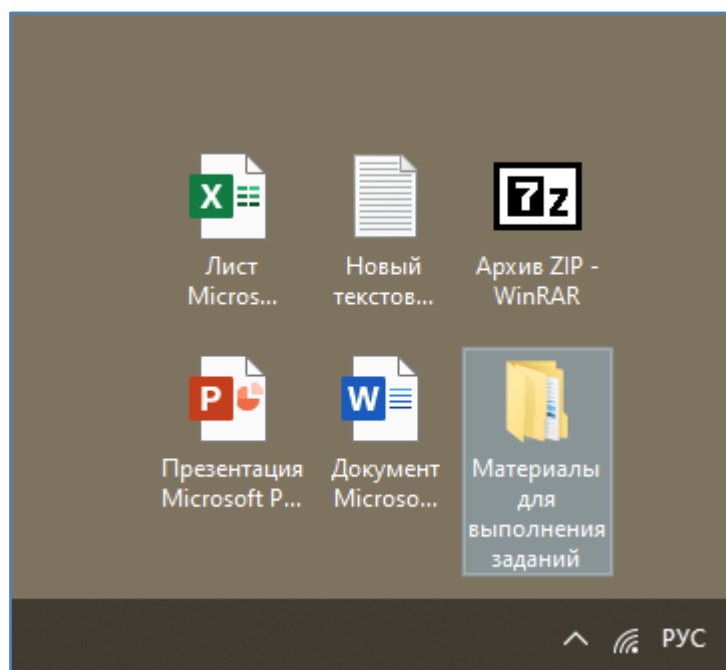 X
Лист
Micros...
Новый
текстов...
7z
Архив ZIP -
WinRAR
P
Презентация
Microsoft P...
W
Документ
Microso...
Материалы
для
выполнения
заданий
РУС